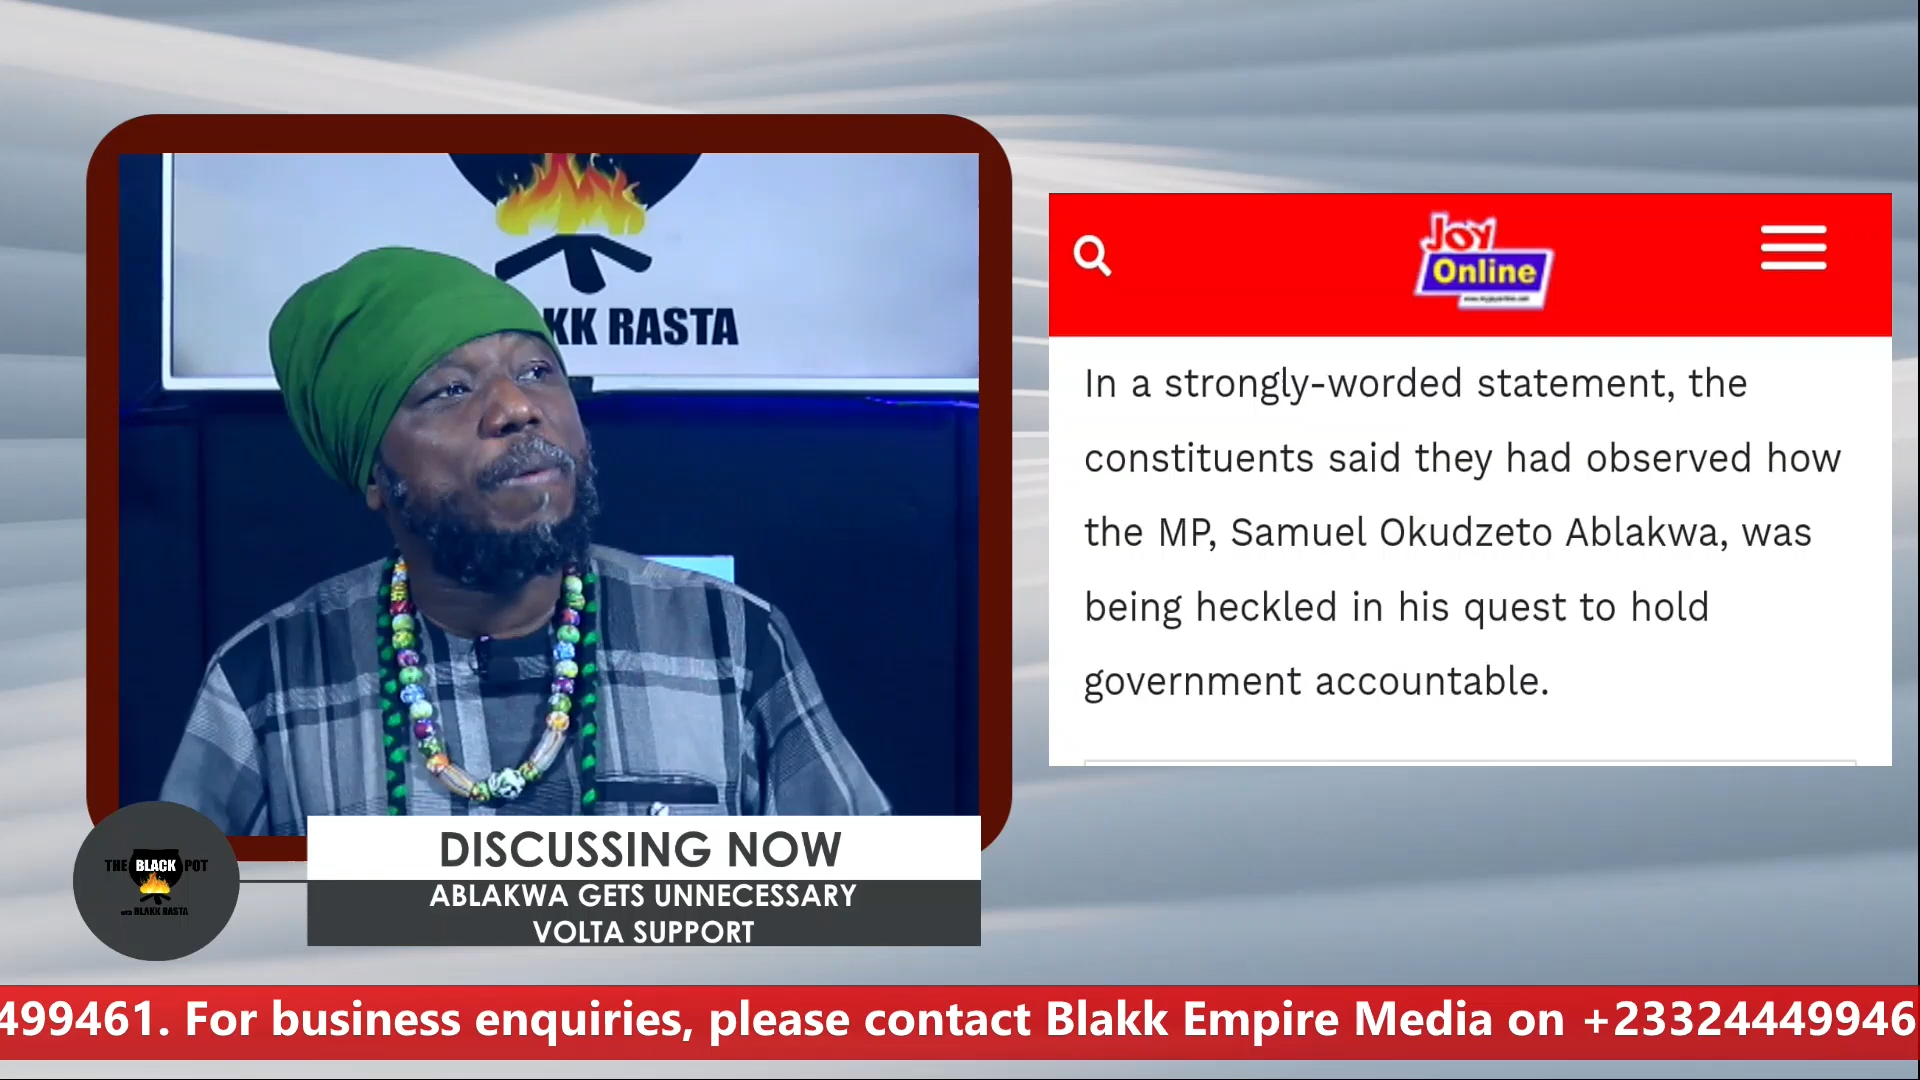 KK RASTA
Joy
Online
In a strongly-worded statement, the
constituents said they had observed how
the MP, Samuel Okudzeto Ablakwa, was
being heckled in his quest to hold
government accountable.
DISCUSSING NOW
ABLAKWA GETS UNNECESSARY
VOLTA SUPPORT
THE BLACK POT
with BLAKK RASTA
499461. For business enquiries, please contact Blakk Empire Media on +23324449946